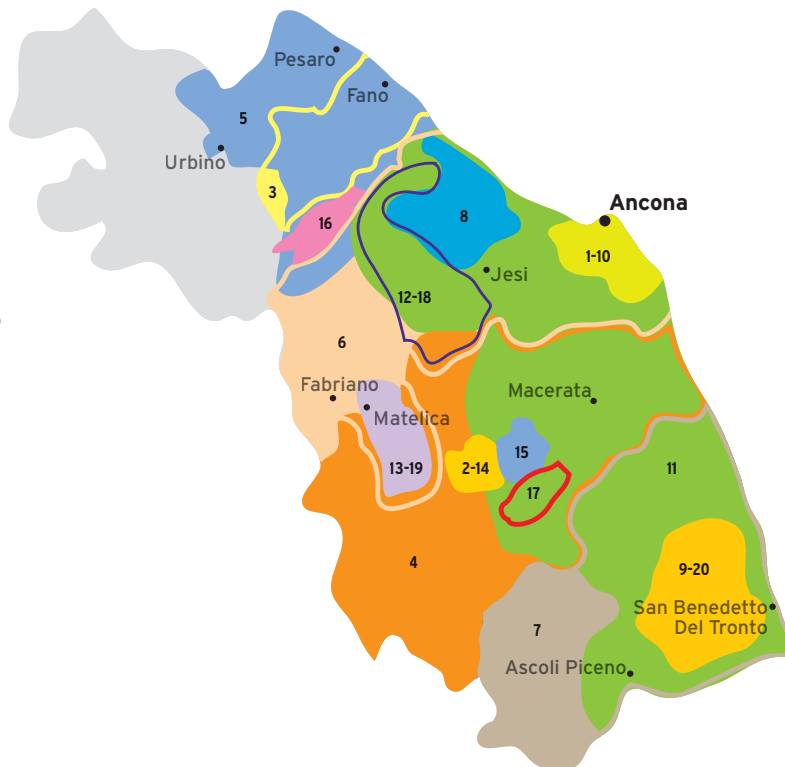 Pesaro
Fano
5
Urbino
3
16
8
Ancona
1-10
Jesi
12-18
6
Fabriano
Macerata
Matelica
15
13-19
2-14
11
17
4
9-20
San Benedetto
Del Tronto
7
Ascoli Piceno